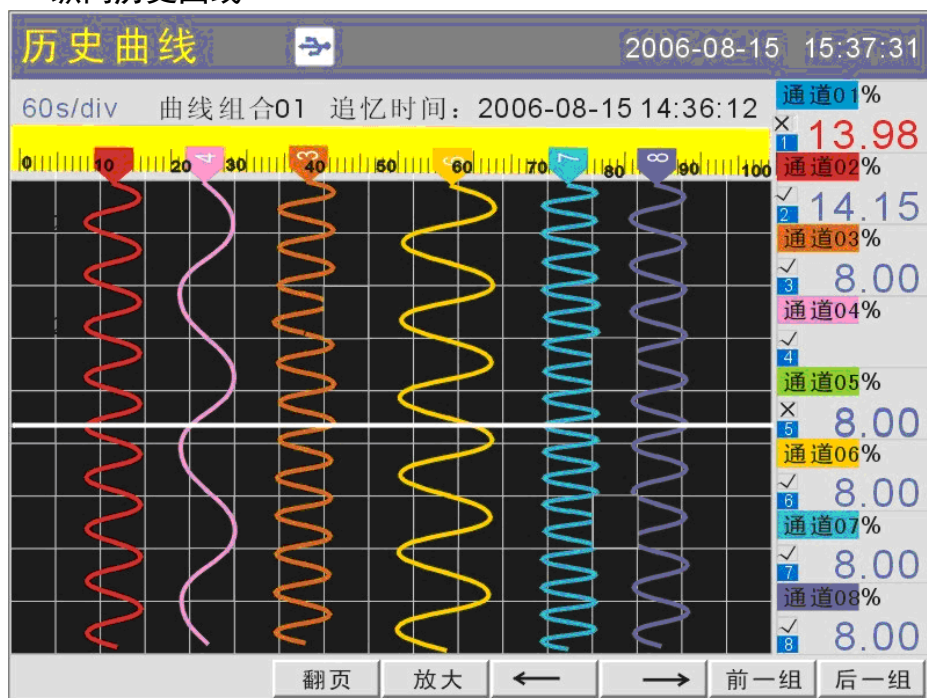 历史曲线 2006-08-15 15:37:31
60s/div 曲线组合01 追忆时间：2006-08-15 14:36:12
0 10 20 30 40 50 60 70 80 90 100
4 3 6 7 8
通道01%
× 1 13.98
通道02%
✓ 2 14.15
通道03%
✓ 3 8.00
通道04%
✓ 4
通道05%
× 5 8.00
通道06%
✓ 6 8.00
通道07%
✓ 7 8.00
通道08%
✓ 8 8.00
翻页 放大 ← → 前一组 后一组